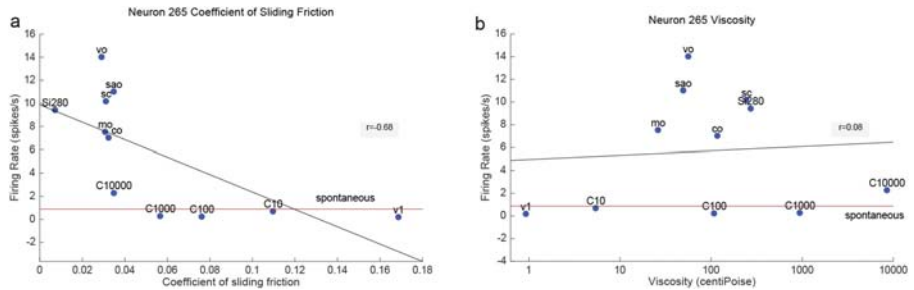 a
Neuron 265 Coefficient of Sliding Friction
Firing Rate (spikes/s)
16
14
12
10
8
6
4
2
0
-2
vo
sao
sc
Si280
mo
co
r=-0.68
C10000
spontaneous
C1000
C100
C10
v1
0
0.02
0.04
0.06
0.08
0.1
0.12
0.14
0.16
0.18
Coefficient of sliding friction
b
Neuron 265 Viscosity
Firing Rate (spikes/s)
16
14
12
10
8
6
4
2
0
-2
-4
vo
sao
sc
Si280
mo
co
r=0.08
C10000
v1
C10
C100
C1000
spontaneous
1
10
100
1000
10000
Viscosity (centiPoise)